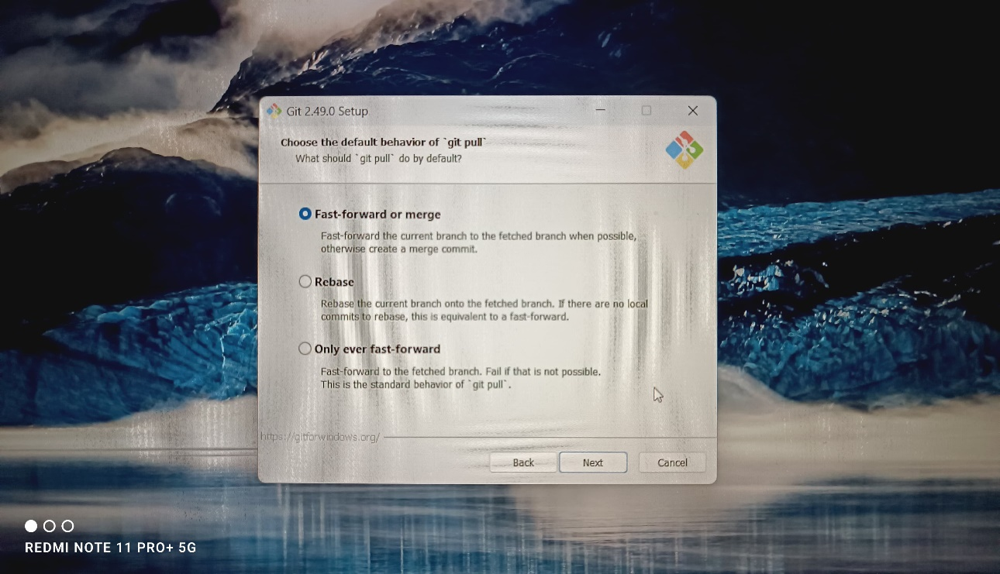 Git 2.49.0 Setup
Choose the default behavior of `git pull`
What should `git pull` do by default?
Fast-forward or merge
Fast-forward the current branch to the fetched branch when possible,
otherwise create a merge commit.
Rebase
Rebase the current branch onto the fetched branch. If there are no local
commits to rebase, this is equivalent to a fast-forward.
Only ever fast-forward
Fast-forward to the fetched branch. Fail if that is not possible.
This is the standard behavior of `git pull`.
https://gitforwindows.org/
Back
Next
Cancel
REDMI NOTE 11 PRO+ 5G